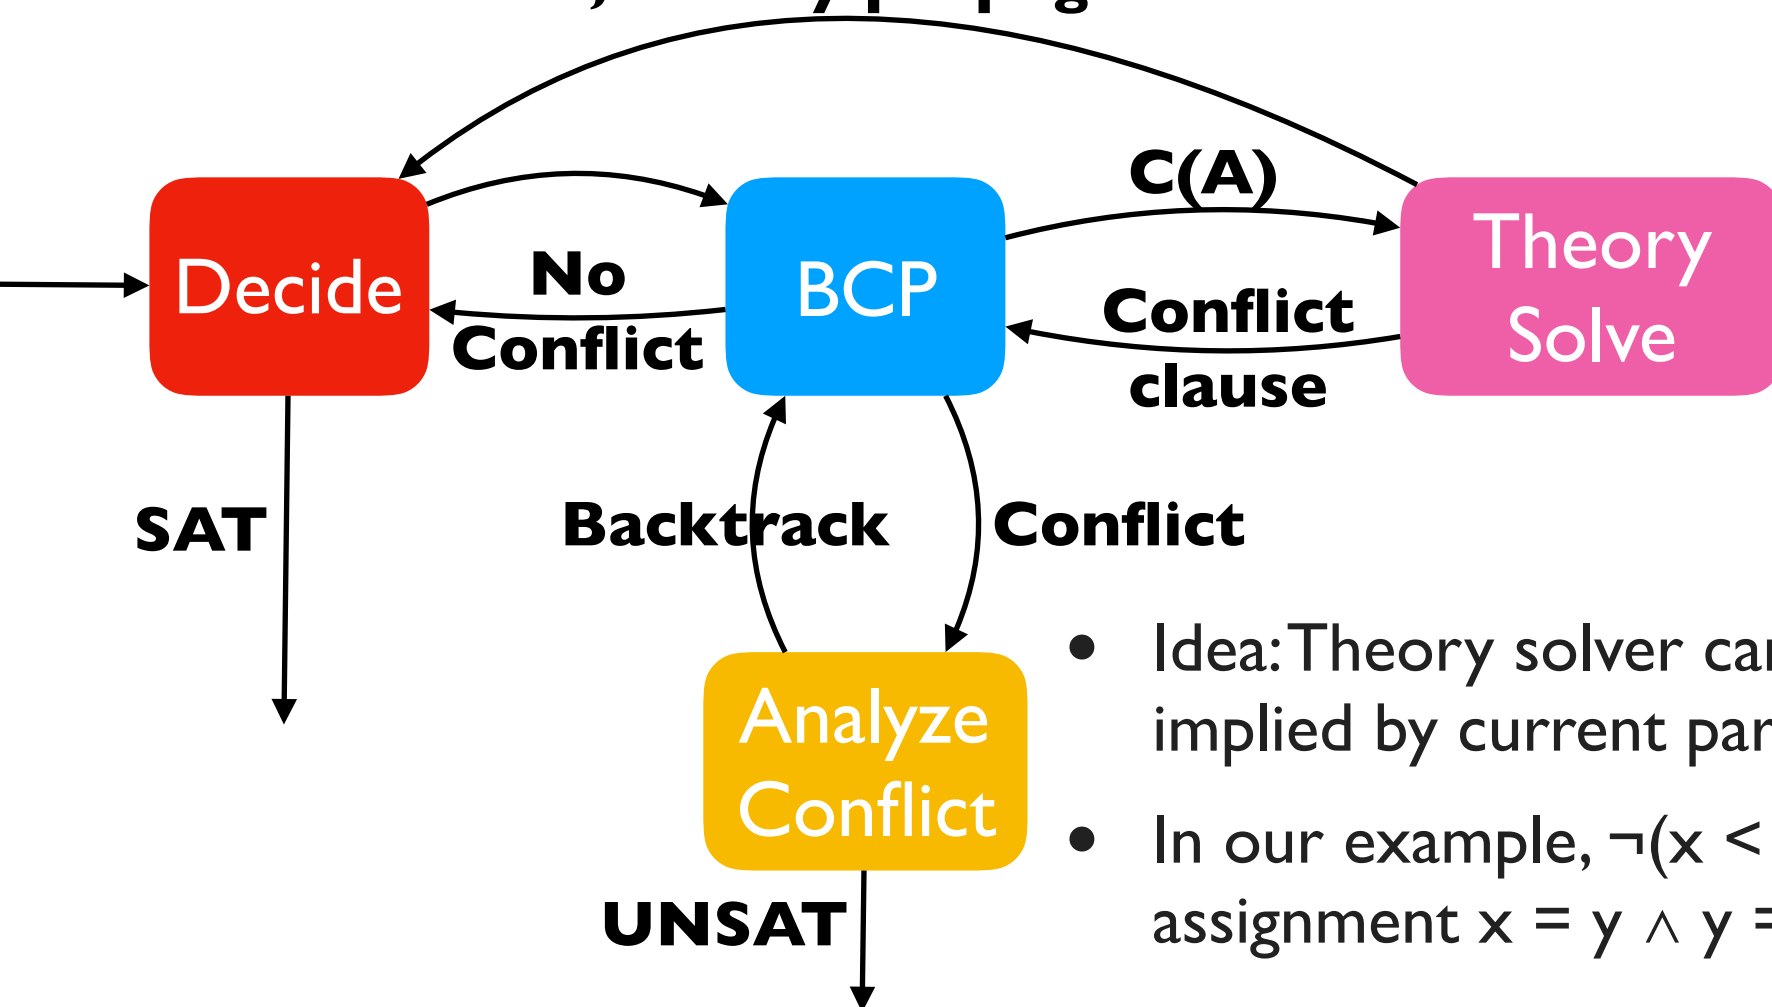 C(A)
Decide
No
Conflict
BCP
Conflict
clause
Theory
Solve
SAT
Backtrack
Conflict
Analyze
Conflict
UNSAT
• Idea: Theory solver
implied by current
• In our example, ¬(x <
assignment x = y ∧ y =